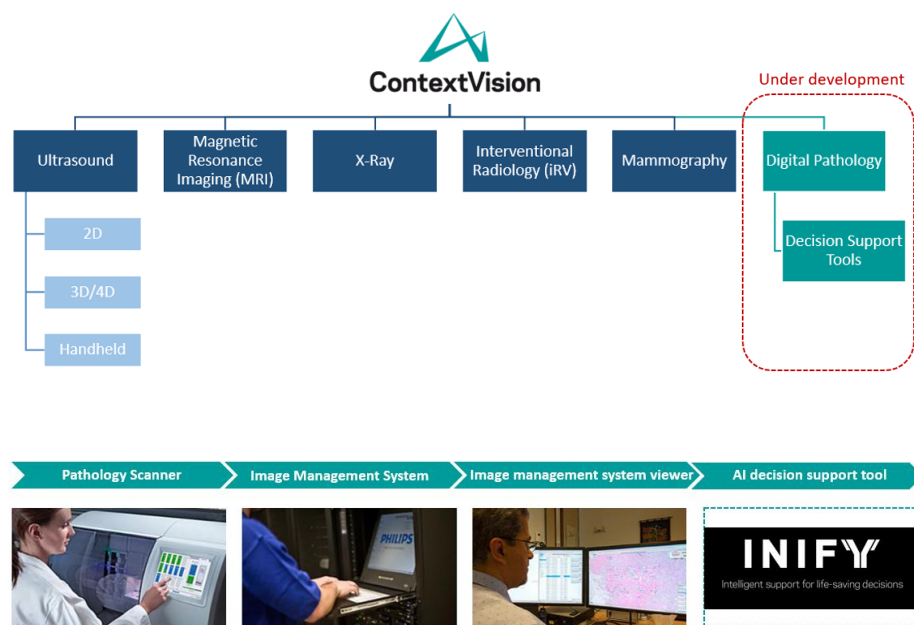 ContextVision
Under development
Ultrasound
Magnetic
Resonance
Imaging (MRI)
X-Ray
Interventional
Radiology (iRV)
Mammography
Digital Pathology
2D
3D/4D
Handheld
Decision Support
Tools
Pathology Scanner
Image Management System
Image management system viewer
AI decision support tool
PHILIPS
INIFY
Intelligent support for life-saving decisions